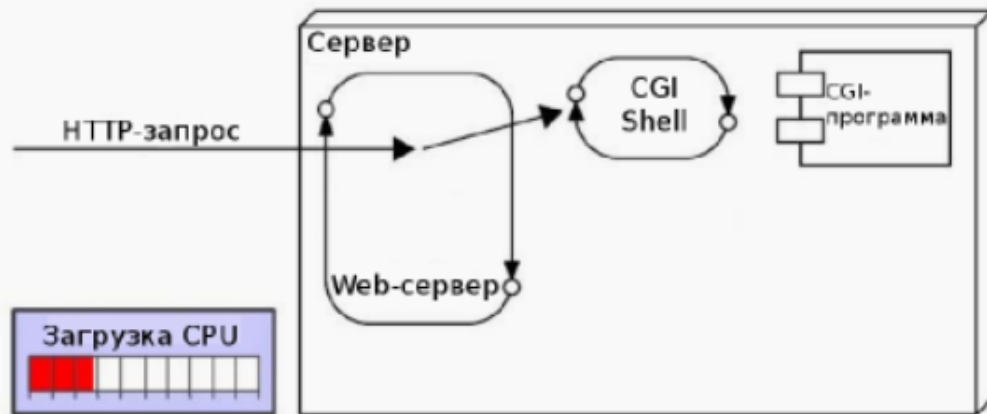 Сервер
HTTP-запрос
CGI
Shell
CGI-
программа
Web-сервер
Загрузка CPU